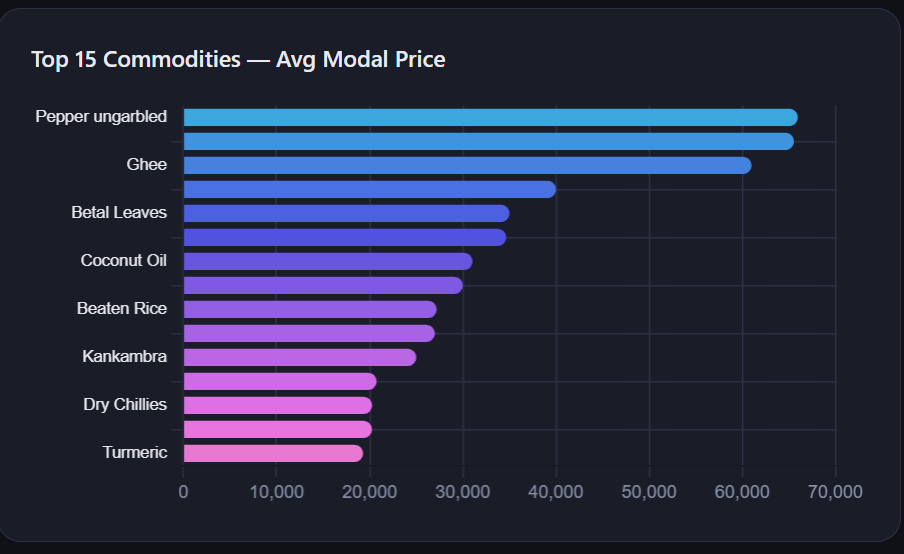 Top 15 Commodities — Avg Modal Price
Pepper ungarbled
Ghee
Betal Leaves
Coconut Oil
Beaten Rice
Kankambra
Dry Chillies
Turmeric
0 10,000 20,000 30,000 40,000 50,000 60,000 70,000